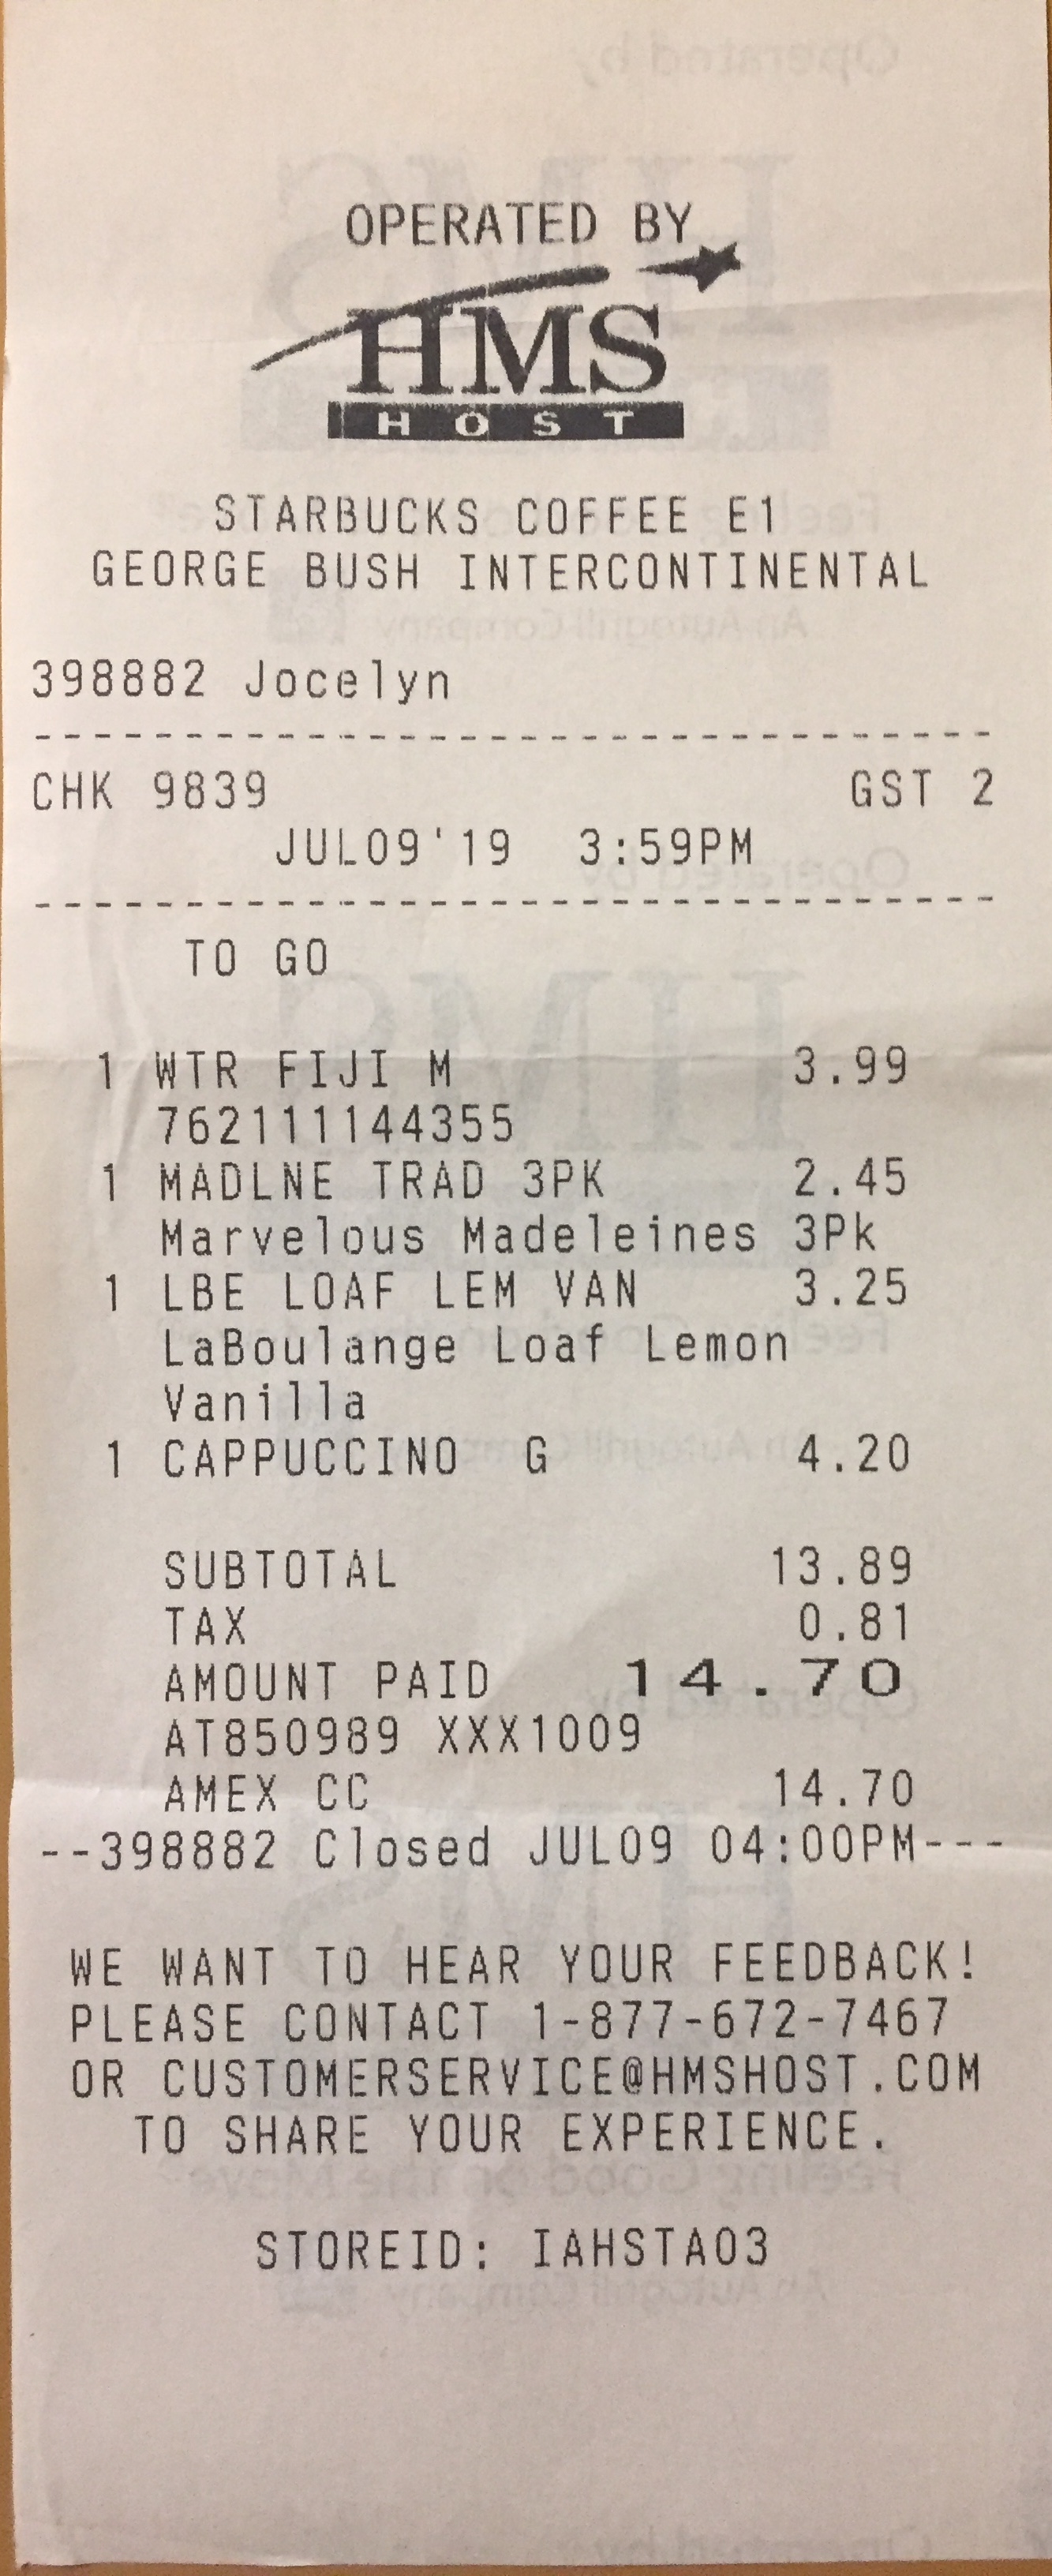 OPERATED BY
HMS
HOST
STARBUCKS COFFEE E1
GEORGE BUSH INTERCONTINENTAL
398882 Jocelyn
--------------------------------
CHK 9839 GST 2
JUL09'19 3:59PM
--------------------------------
TO GO
1 WTR FIJI M 3.99
762111144355
1 MADLNE TRAD 3PK 2.45
Marvelous Madeleines 3Pk
1 LBE LOAF LEM VAN 3.25
LaBoulange Loaf Lemon
Vanilla
1 CAPPUCCINO G 4.20
SUBTOTAL 13.89
TAX 0.81
AMOUNT PAID 14.70
AT850989 XXX1009
AMEX CC 14.70
--398882 Closed JUL09 04:00PM---
WE WANT TO HEAR YOUR FEEDBACK!
PLEASE CONTACT 1-877-672-7467
OR CUSTOMERSERVICE@HMSHOST.COM
TO SHARE YOUR EXPERIENCE.
STOREID: IAHSTA03